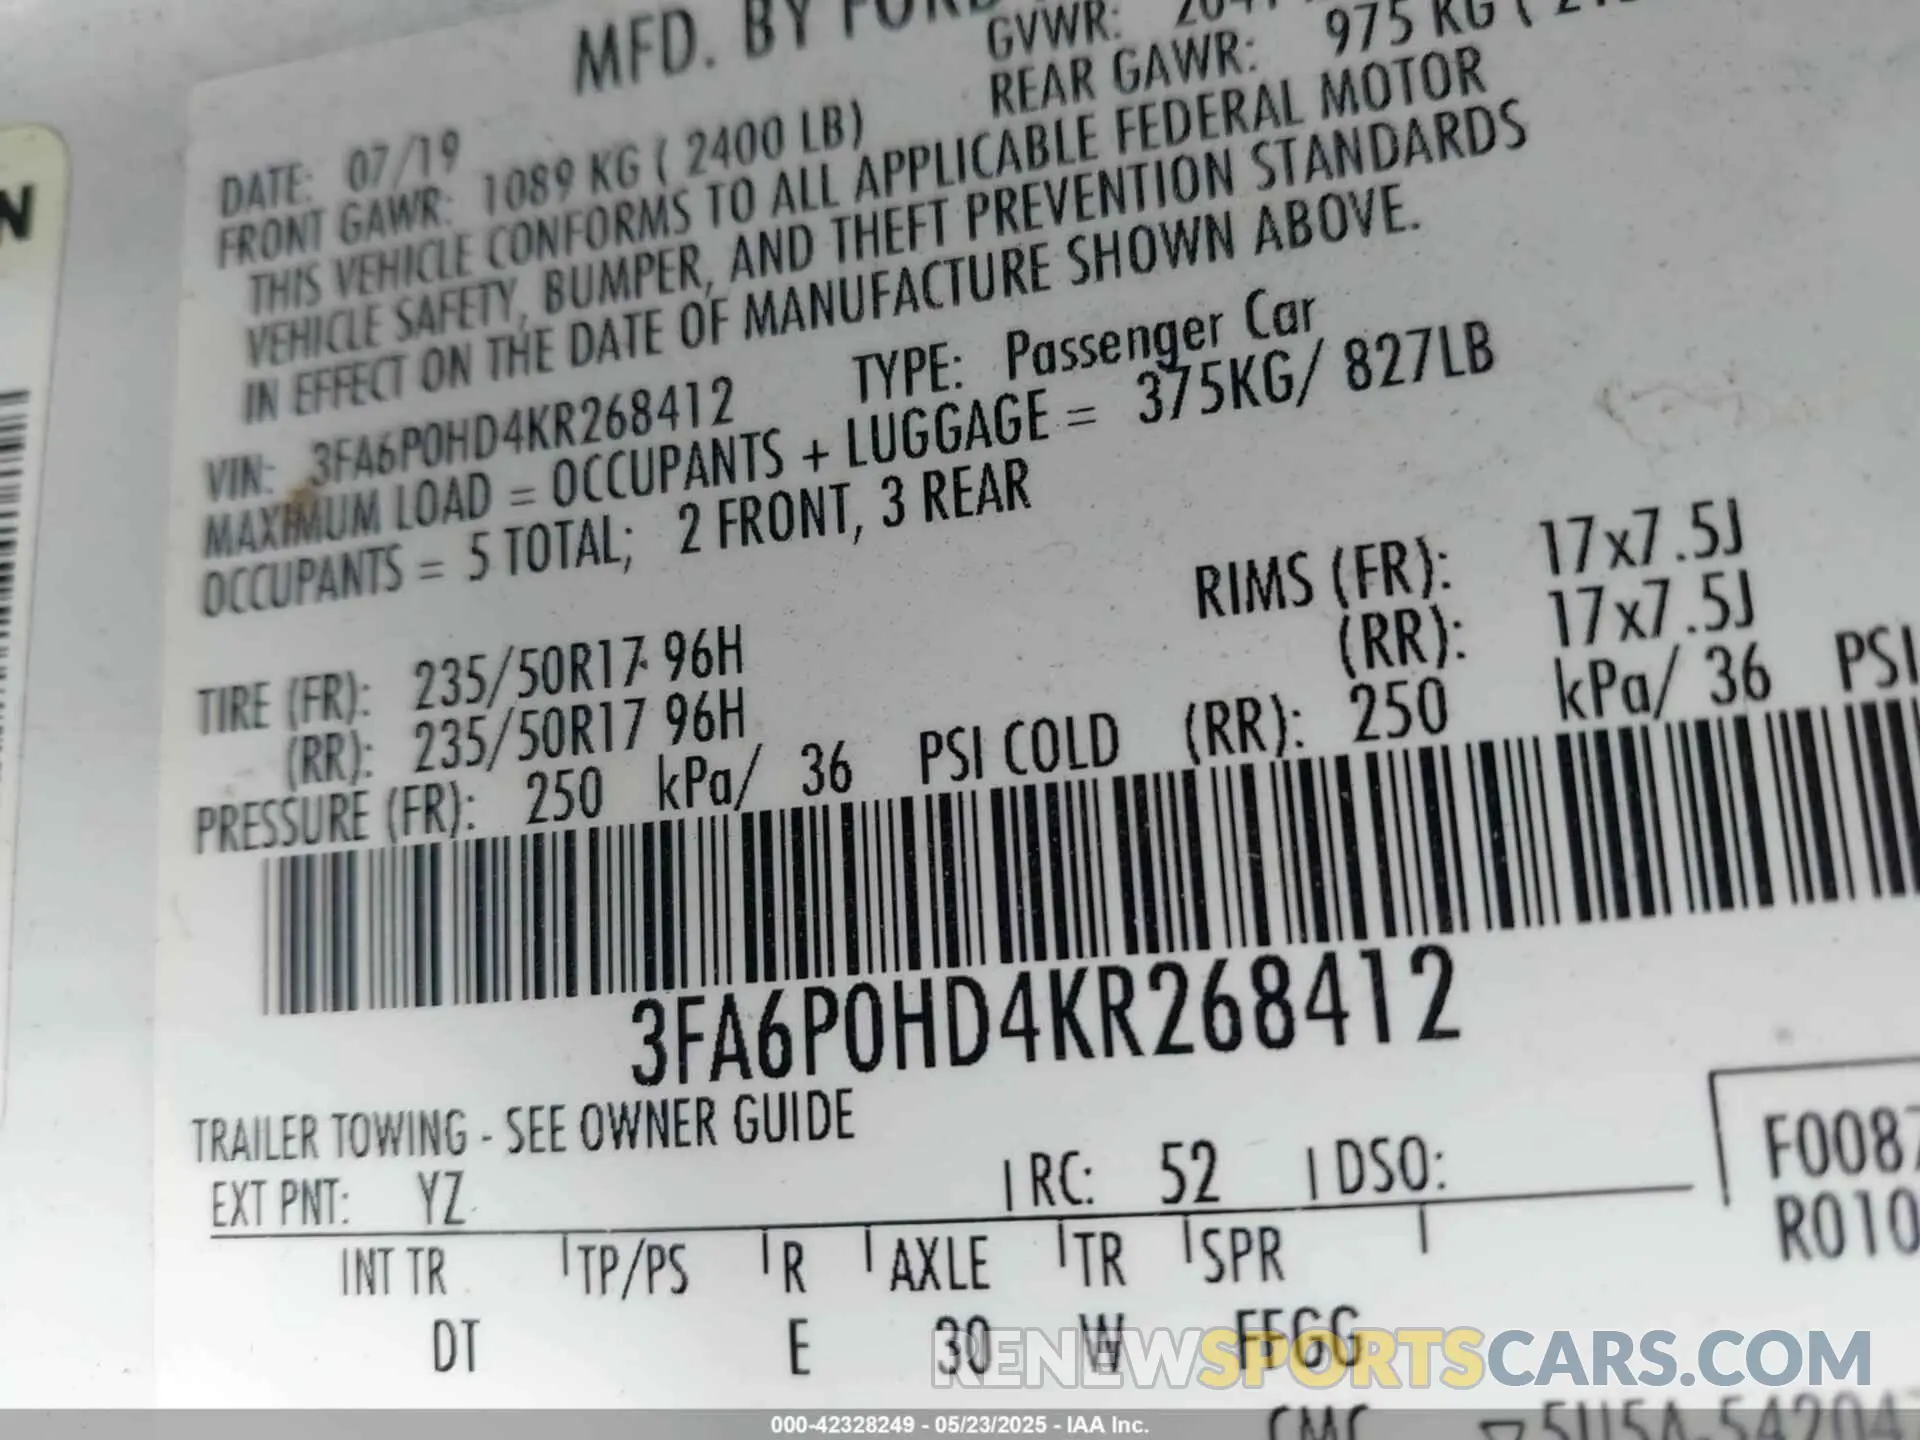 MFD. BY FORD
GVWR:
DATE: 07/19
REAR GAWR: 975 KG (
FRONT GAWR: 1089 KG ( 2400 LB)
THIS VEHICLE CONFORMS TO ALL APPLICABLE FEDERAL MOTOR
VEHICLE SAFETY, BUMPER, AND THEFT PREVENTION STANDARDS
IN EFFECT ON THE DATE OF MANUFACTURE SHOWN ABOVE.
VIN: 3FA6P0HD4KR268412 TYPE: Passenger Car
MAXIMUM LOAD = OCCUPANTS + LUGGAGE = 375KG/ 827LB
OCCUPANTS = 5 TOTAL; 2 FRONT, 3 REAR
TIRE (FR): 235/50R17 96H RIMS (FR): 17x7.5J
(RR): 235/50R17 96H (RR): 17x7.5J
PRESSURE (FR): 250 kPa/ 36 PSI COLD (RR): 250 kPa/ 36 PSI
3FA6P0HD4KR268412
TRAILER TOWING - SEE OWNER GUIDE
EXT PNT: YZ RC: 52 DSO:
F0087
R010
INT TR TP/PS R AXLE TR SPR
DT E 30 W FFGG
RENEWSPORTSCARS.COM
000-42328249 - 05/23/2025 - IAA Inc.